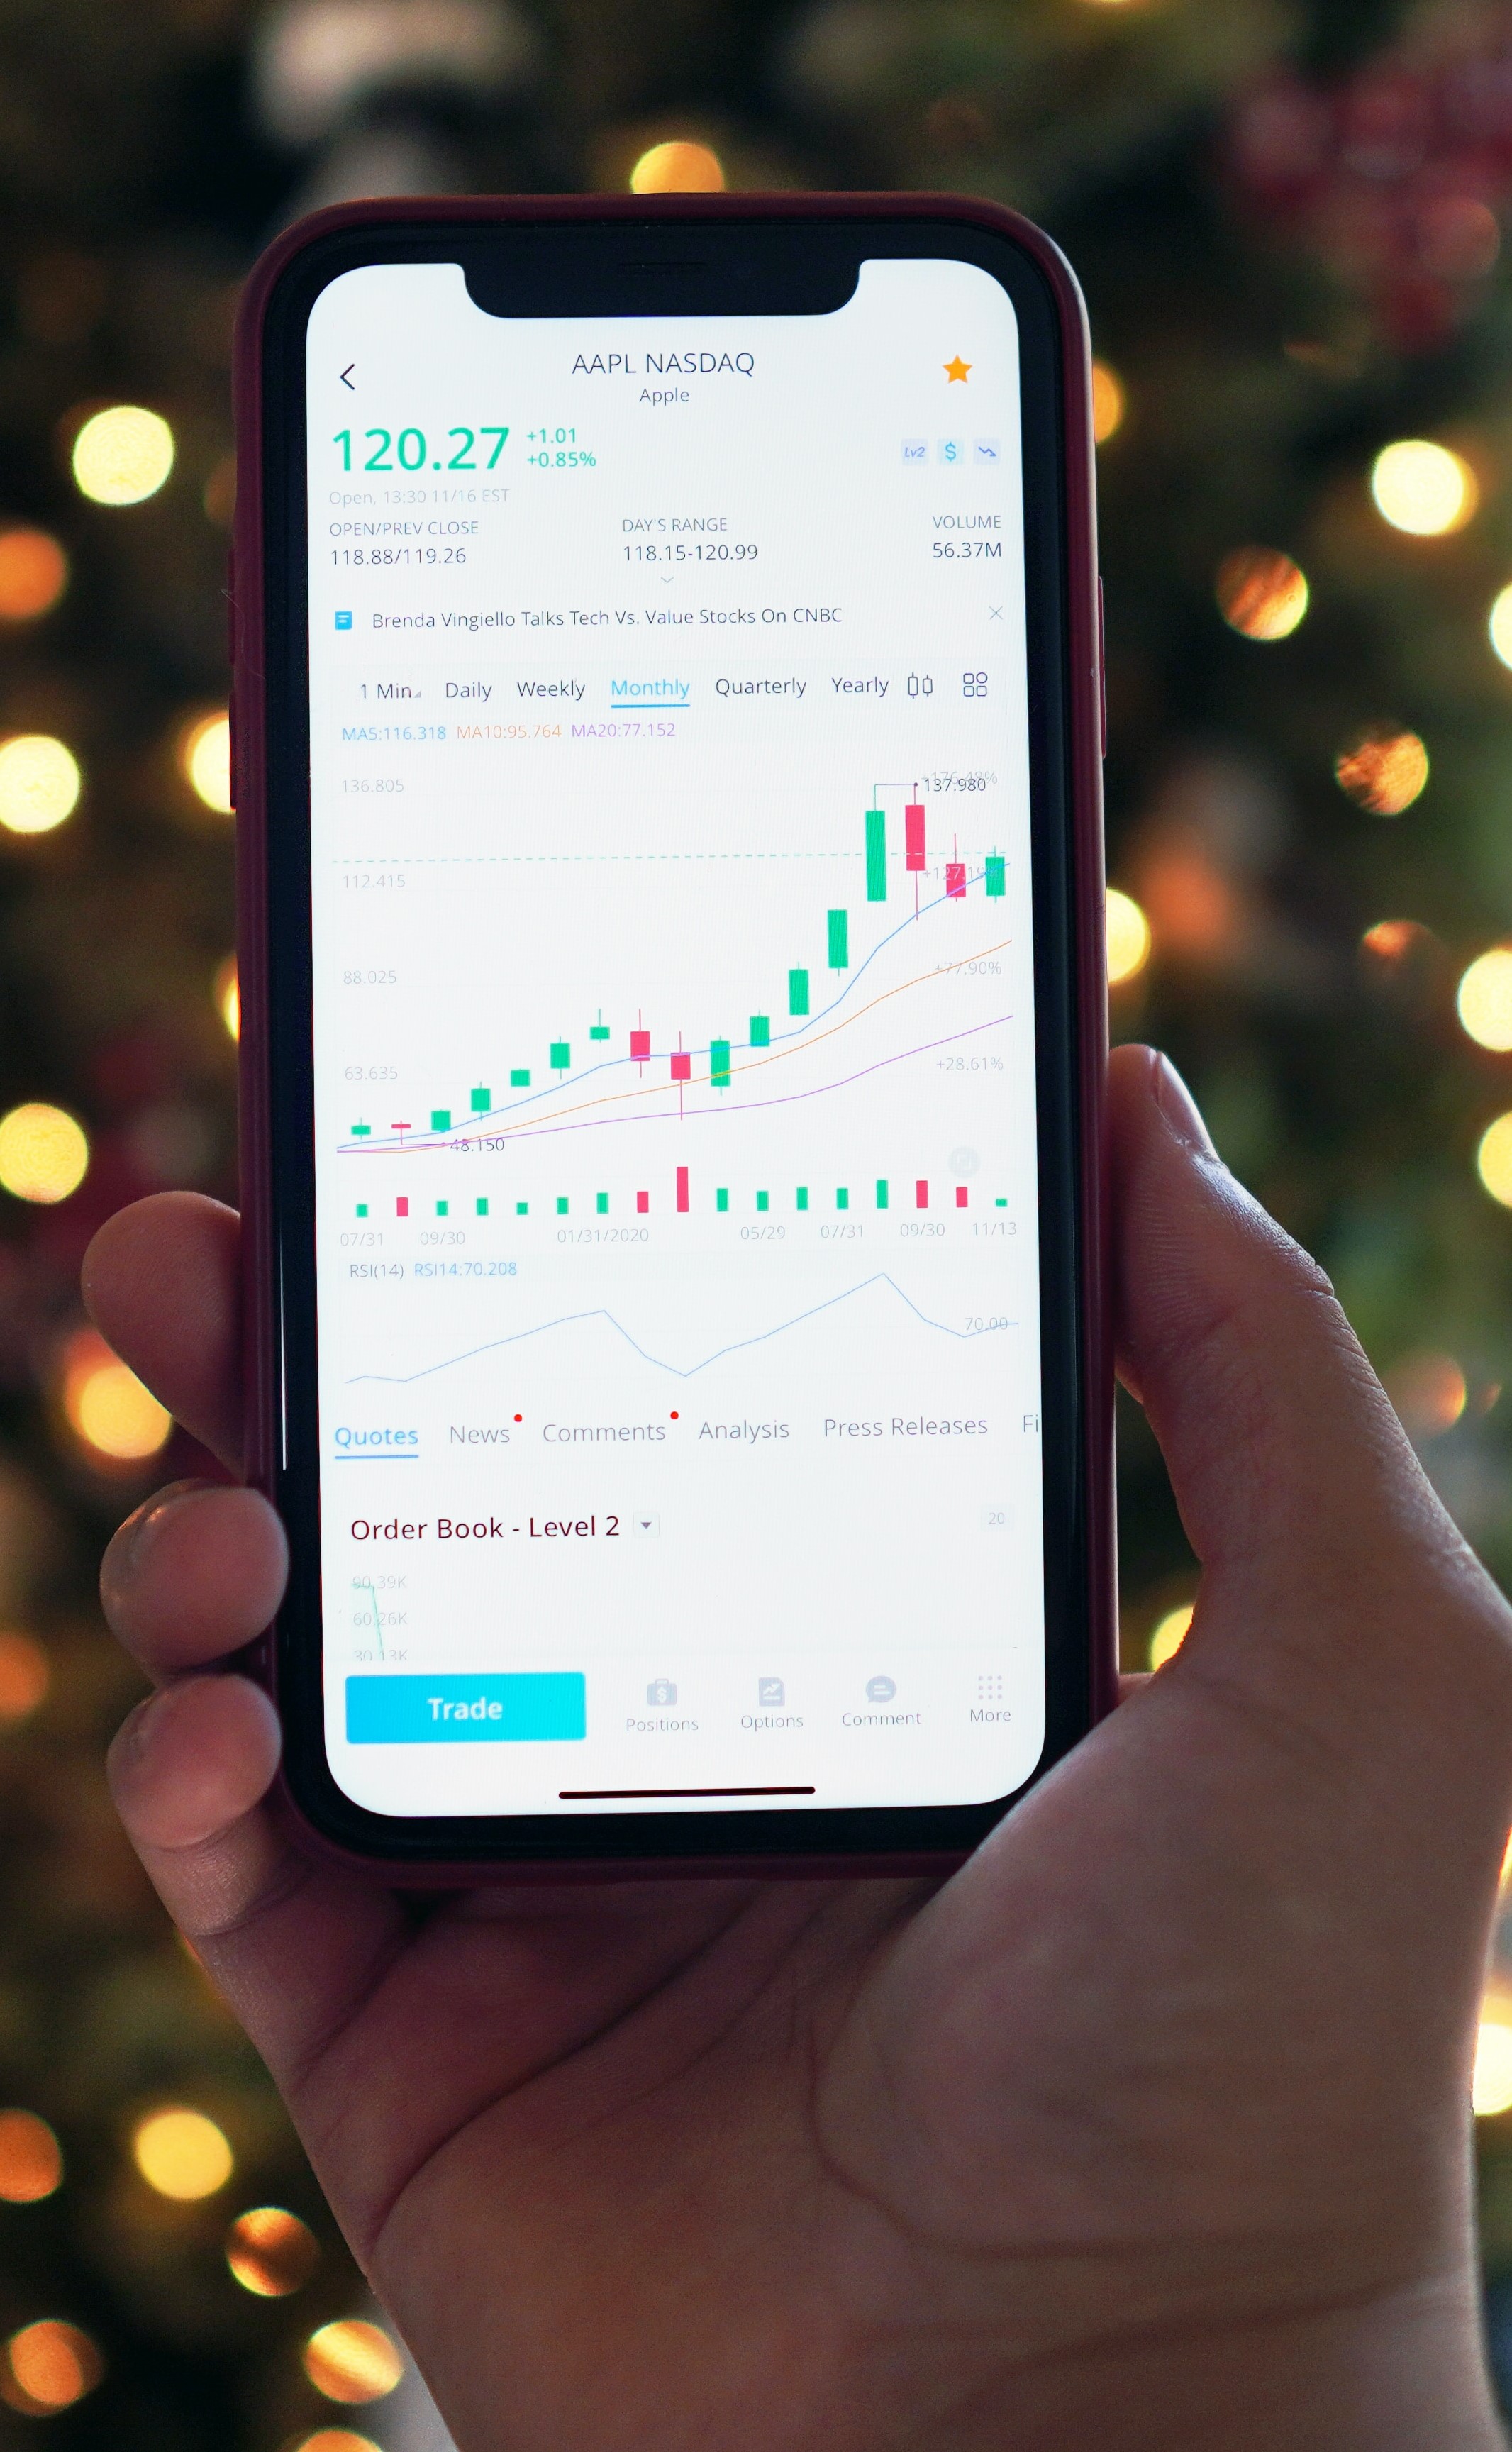 AAPL NASDAQ
Apple
120.27
+1.01
+0.85%
Lv2 $
Open, 13:30 11/16 EST
OPEN/PREV CLOSE DAY'S RANGE VOLUME
118.88/119.26 118.15-120.99 56.37M
Brenda Vingiello Talks Tech Vs. Value Stocks On CNBC
1 Min Daily Weekly Monthly Quarterly Yearly
MA5:116.318 MA10:95.764 MA20:77.152
+176.48%
136.805 137.980
112.415 +127.19%
88.025 +77.90%
63.635 +28.61%
48.150
07/31 09/30 01/31/2020 05/29 07/31 09/30 11/13
RSI(14) RSI14:70.208
70.00
Quotes News Comments Analysis Press Releases Fi
Order Book - Level 2 20
90.39K
60.26K
30.13K
Trade Positions Options Comment More